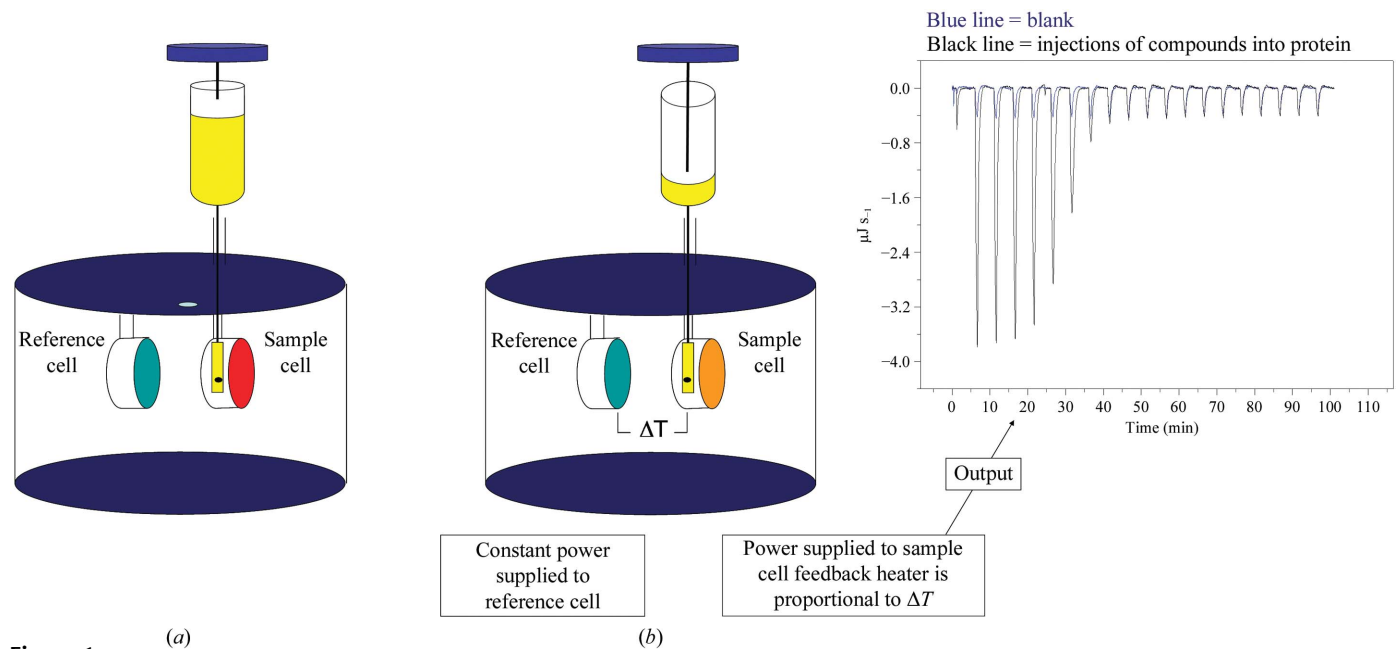 Blue line = blank
Black line = injections of compounds into protein
0.0
−0.8
−1.6
−2.4
−3.2
−4.0
µJ s−1
0 10 20 30 40 50 60 70 80 90 100 110
Time (min)
Output
Reference
cell
Sample
cell
Reference
cell
Sample
cell
ΔT
Constant power
supplied to
reference cell
Power supplied to sample
cell feedback heater is
proportional to ΔT
(a)
(b)